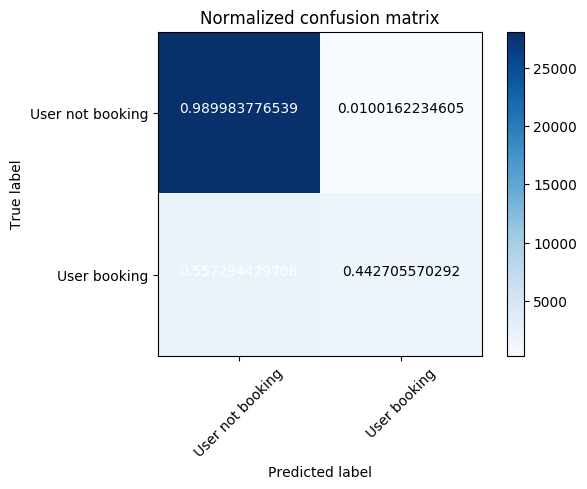 Normalized confusion matrix
True label
User not booking
0.989983776539
0.0100162234605
User booking
0.557294429708
0.442705570292
User not booking
User booking
Predicted label
25000
20000
15000
10000
5000